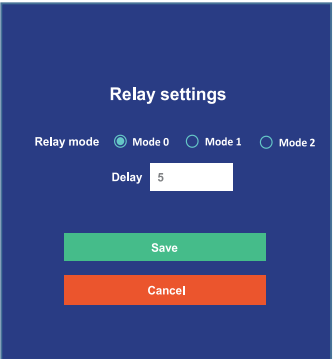 Relay settings
Relay mode Mode 0 Mode 1 Mode 2
Delay 5
Save
Cancel